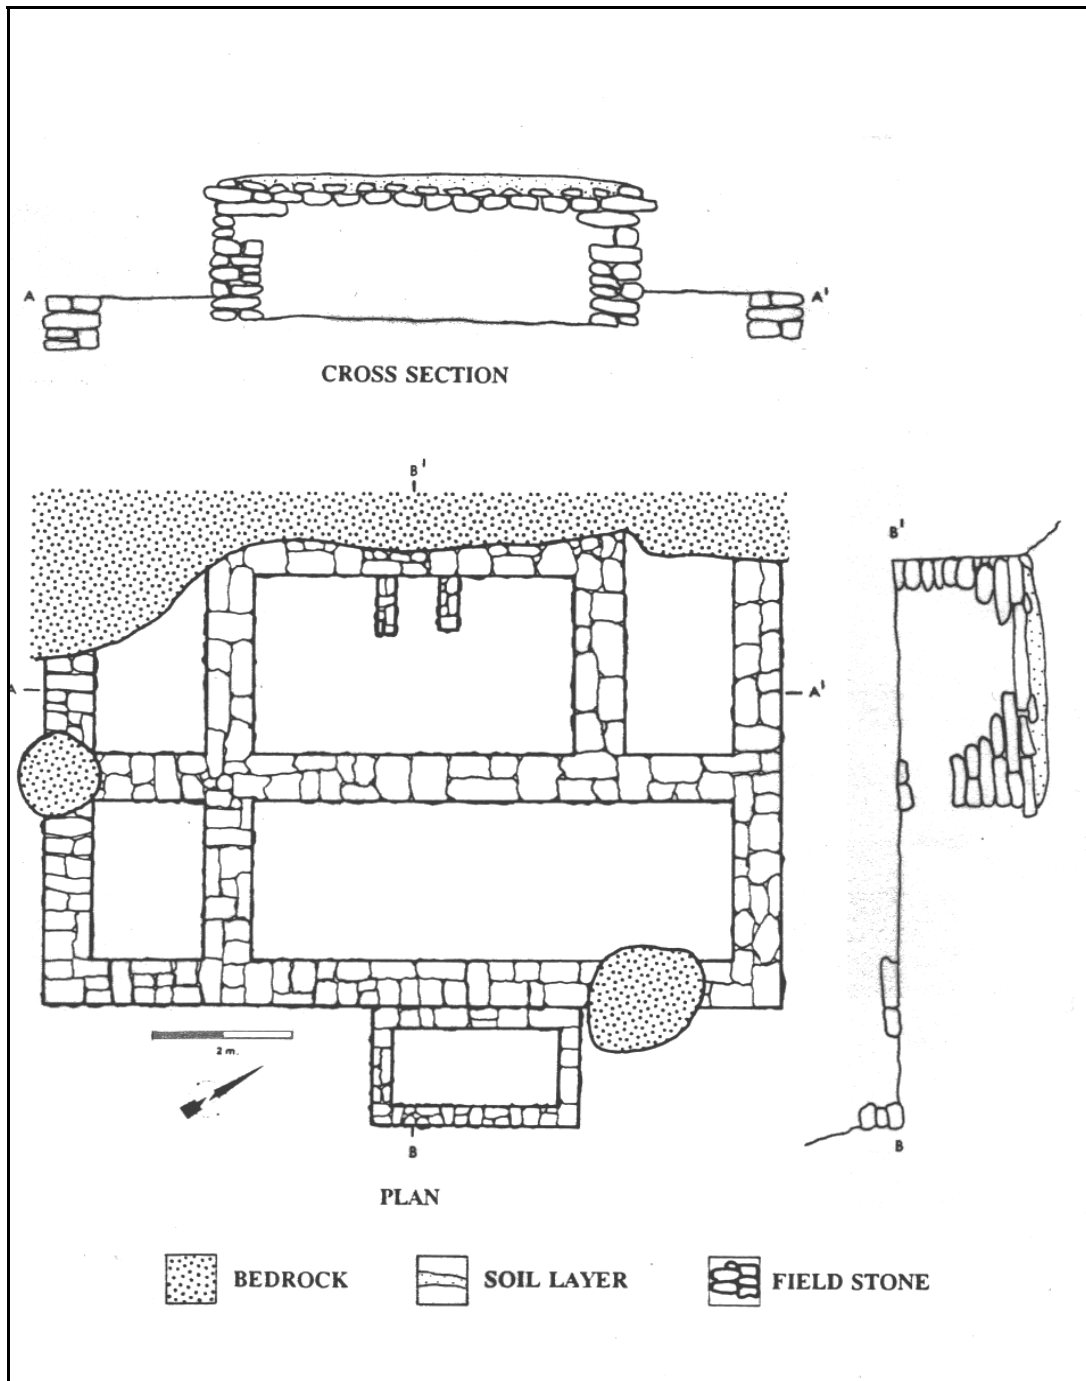 A A'
CROSS SECTION
B'
B'
A A'
2 m.
B
B
PLAN
BEDROCK SOIL LAYER FIELD STONE